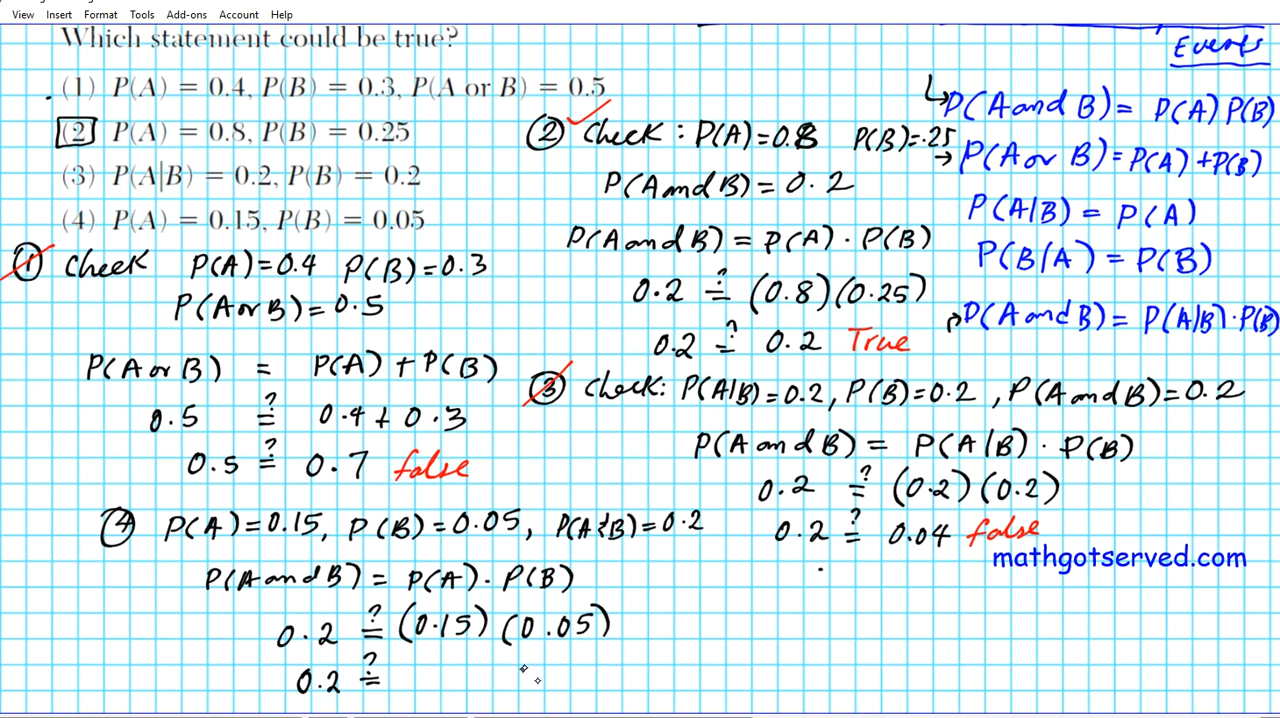 View Insert Format Tools Add-ons Account Help
Which statement could be true?
(1) P(A) = 0.4, P(B) = 0.3, P(A or B) = 0.5
(2) P(A) = 0.8, P(B) = 0.25
(3) P(A|B) = 0.2, P(B) = 0.2
(4) P(A) = 0.15, P(B) = 0.05
Events
P(A and B) = P(A) P(B)
P(A or B) = P(A) + P(B)
P(A/B) = P(A)
P(B/A) = P(B)
P(A and B) = P(A|B) · P(B)
① Check P(A) = 0.4 P(B) = 0.3
P(A or B) = 0.5
P(A or B) = P(A) + P(B)
0.5 ≟ 0.4 + 0.3
0.5 ≟ 0.7 false
② Check : P(A) = 0.8 P(B) = .25
P(A and B) = 0.2
P(A and B) = P(A) · P(B)
0.2 ≟ (0.8)(0.25)
0.2 ≟ 0.2 True
③ Check: P(A|B) = 0.2, P(B) = 0.2, P(A and B) = 0.2
P(A and B) = P(A|B) · P(B)
0.2 ≟ (0.2)(0.2)
0.2 ≟ 0.04 false
mathgotserved.com
④ P(A) = 0.15, P(B) = 0.05, P(A & B) = 0.2
P(A and B) = P(A) · P(B)
0.2 ≟ (0.15)(0.05)
0.2 ≟